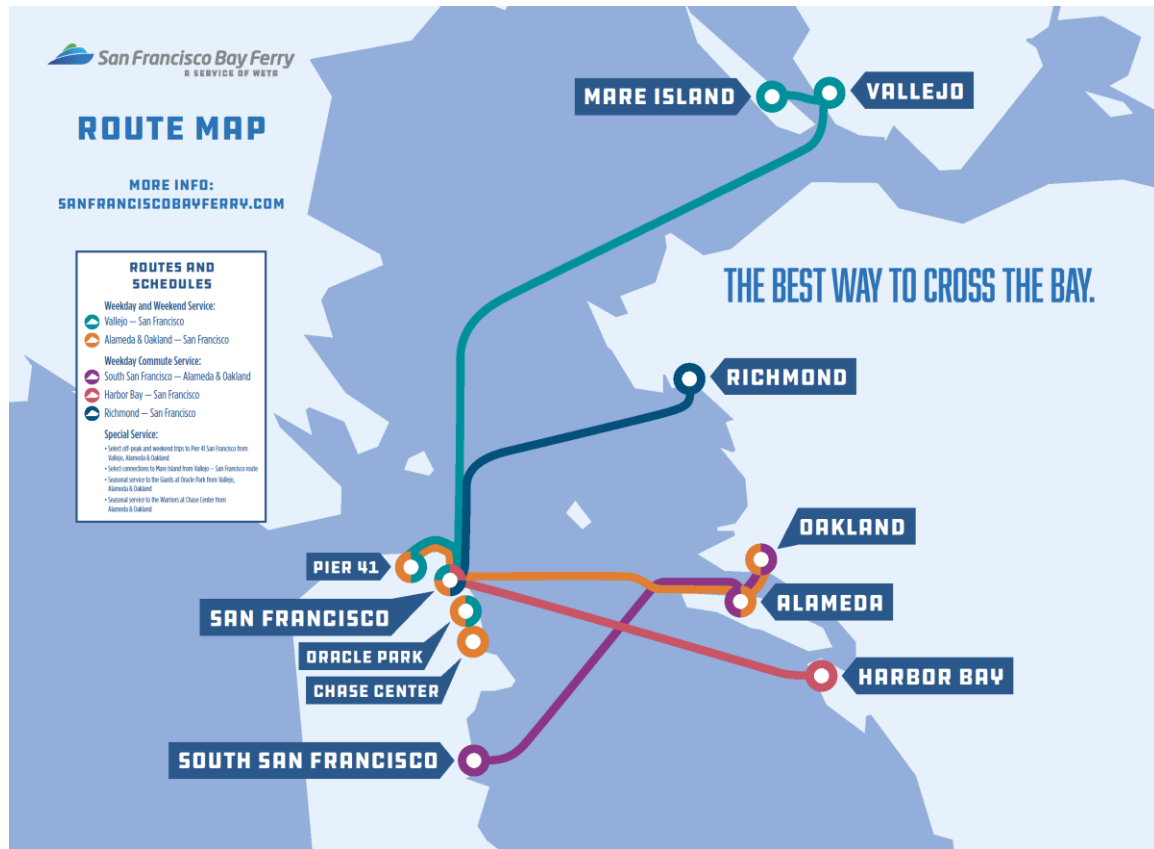 San Francisco Bay Ferry
A SERVICE OF WETA
ROUTE MAP
MORE INFO:
SANFRANCISCOBAYFERRY.COM
ROUTES AND
SCHEDULES
Weekday and Weekend Service:
Vallejo — San Francisco
Alameda & Oakland — San Francisco
Weekday Commute Service:
South San Francisco — Alameda & Oakland
Harbor Bay — San Francisco
Richmond — San Francisco
Special Service:
• Select off-peak and weekend trips to Pier 41 San Francisco from
Vallejo, Alameda & Oakland
• Select connections to Mare Island from Vallejo — San Francisco route
• Seasonal service to the Giants at Oracle Park from Vallejo,
Alameda & Oakland
• Seasonal service to the Warriors at Chase Center from
Alameda & Oakland
MARE ISLAND
VALLEJO
THE BEST WAY TO CROSS THE BAY.
RICHMOND
OAKLAND
PIER 41
ALAMEDA
SAN FRANCISCO
ORACLE PARK
HARBOR BAY
CHASE CENTER
SOUTH SAN FRANCISCO